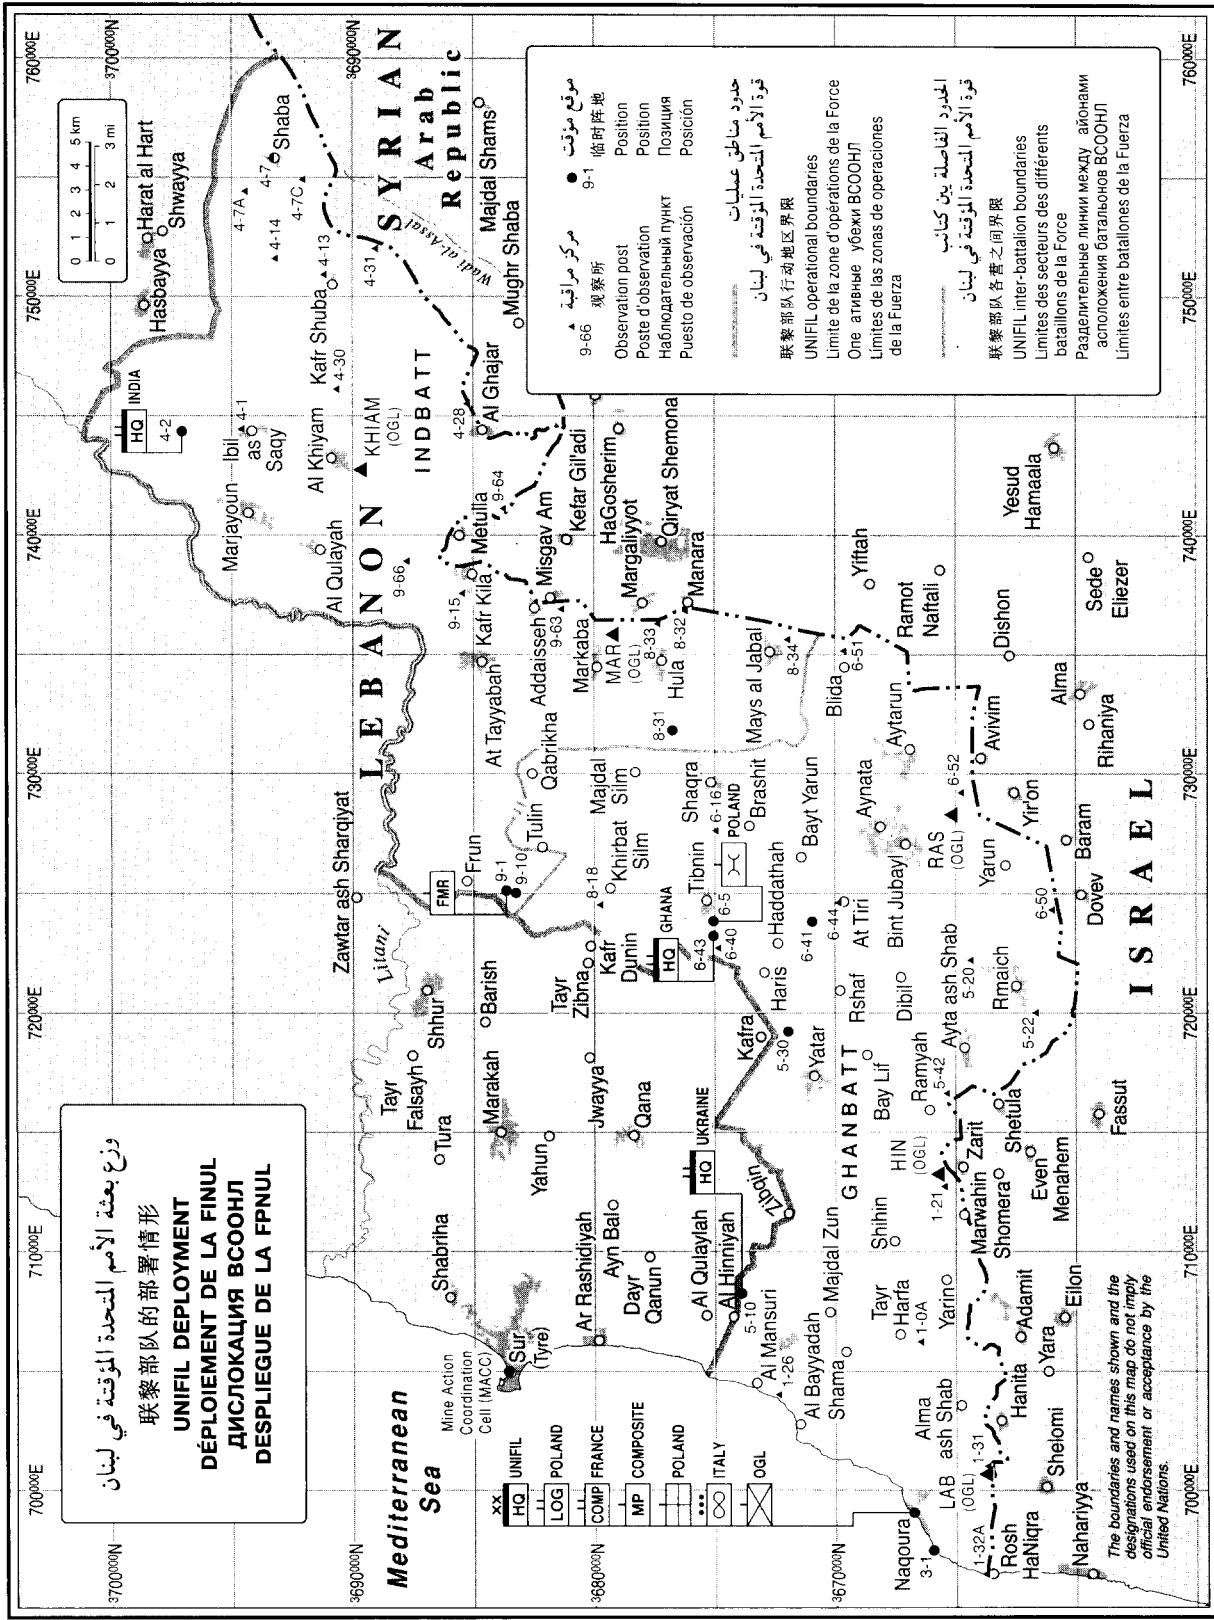 وزع بعثة الأمم المتحدة المؤقتة في لبنان
联黎部队的部署情形
UNIFIL DEPLOYMENT
DÉPLOIEMENT DE LA FINUL
ДИСЛОКАЦИЯ ВСООНЛ
DESPLIEGUE DE LA FPNUL
0 1 2 3 4 5 km
0 1 2 3 mi
700000E
710000E
720000E
730000E
740000E
750000E
760000E
3700000N
3690000N
3680000N
3670000N
3700000N
3690000N
700000E
710000E
720000E
730000E
740000E
750000E
760000E
LEBANON
SYRIAN
Arab
Republic
ISRAEL
Mediterranean
Sea
INDBATT
GHANBATT
Litani
Wadi al-Assal
Harat al Hart
Shwayya
Hasbayya
4-7A
4-14
4-7
Shaba
4-7C
4-13
Kafr Shuba
4-30
4-31
Majdal Shams
Mughr Shaba
HQ
INDIA
4-2
4-1
Ibil
as
Saqy
Marjayoun
Al Khiyam
KHIAM
(OGL)
Al Qulayah
4-28
Al Ghajar
9-66
9-64
Metulla
9-15
Kafr Kila
Misgav Am
Kefar Gil'adi
HaGosherim
Margaliyyot
Qiryat Shemona
Manara
At Tayyabah
Addaisseh
9-63
Markaba
MAR
(OGL)
8-33
8-32
Hula
8-31
Mays al Jabal
8-34
Blida
6-51
Yiftah
Ramot
Naftali
Yesud
Hamaala
Sede
Eliezer
Dishon
Alma
Rihaniya
Avivim
Aytarun
Zawtar ash Sharqiyat
FMR
Frun
9-1
9-10
Tulin
Qabrikha
Majdal
Silm
Khirbat
Silm
8-18
Shaqra
6-16
POLAND
Brashit
Tibnin
6-5
Bayt Yarun
Haddathah
Aynata
Bint Jubayl
RAS
(OGL)
6-52
Yir'on
Yarun
Baram
Dovev
6-50
6-44
At Tiri
6-41
GHANA
HQ
6-43
6-40
Kafr
Dunin
Haris
Tayr
Zibna
Barish
Shhur
Tayr
Falsayh
Tura
Marakah
Jwayya
Yahun
Qana
Kafra
5-30
Yatar
Rshaf
Dibil
Ayta ash Shab
5-20
Rmaich
5-22
Bay Lif
Ramyah
5-42
HIN
(OGL)
1-21
Zarit
Shetula
Fassut
Even
Menahem
Marwahin
Shomera
HQ
UKRAINE
Zibqin
Shihin
Majdal Zun
Shabriha
Sur
(Tyre)
Mine Action
Coordination
Cell (MACC)
Ar Rashidiyah
Ayn Bal
Dayr
Qanun
Al Qulaylah
Al Hinniyah
5-10
Al Mansuri
1-26
Al Bayyadah
Shama
Tayr
Harfa
1-0A
Yarin
Adamit
Eilon
Yara
Hanita
Alma
ash Shab
LAB
(OGL)
1-31
Shelomi
Naqoura
3-1
1-32A
Rosh
HaNiqra
Nahariyya
XX
HQ UNIFIL
LOG POLAND
COMP FRANCE
MP COMPOSITE
POLAND
ITALY
OGL
مركز مراقبة
9-66
观察所
Observation post
Poste d'observation
Наблюдательный пункт
Puesto de observación
موقع مؤقت
9-1
临时阵地
Position
Position
Позиция
Posición
حدود مناطق عمليات
قوة الأمم المتحدة المؤقتة في لبنان
联黎部队行动地区界限
UNIFIL operational boundaries
Limite de la zone d'opérations de la Force
One ативные убежи ВСООНЛ
Límites de las zonas de operaciones
de la Fuerza
الحدود الفاصلة بين كتائب
قوة الأمم المتحدة المؤقتة في لبنان
联黎部队各营之间界限
UNIFIL inter-battalion boundaries
Limites des secteurs des différents
bataillons de la Force
Разделительные линии между айонами
асположения батальонов ВСООНЛ
Límites entre batallones de la Fuerza
The boundaries and names shown and the
designations used on this map do not imply
official endorsement or acceptance by the
United Nations.